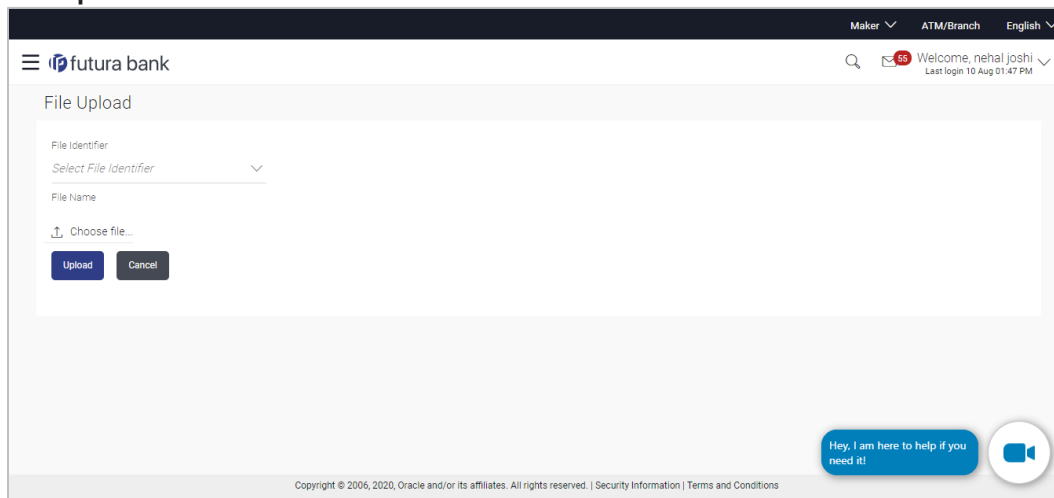 Maker ATM/Branch English
futura bank
55 Welcome, nehal joshi
Last login 10 Aug 01:47 PM
File Upload
File Identifier
Select File Identifier
File Name
Choose file...
Upload Cancel
Hey, I am here to help if you
need it!
Copyright © 2006, 2020, Oracle and/or its affiliates. All rights reserved. | Security Information | Terms and Conditions